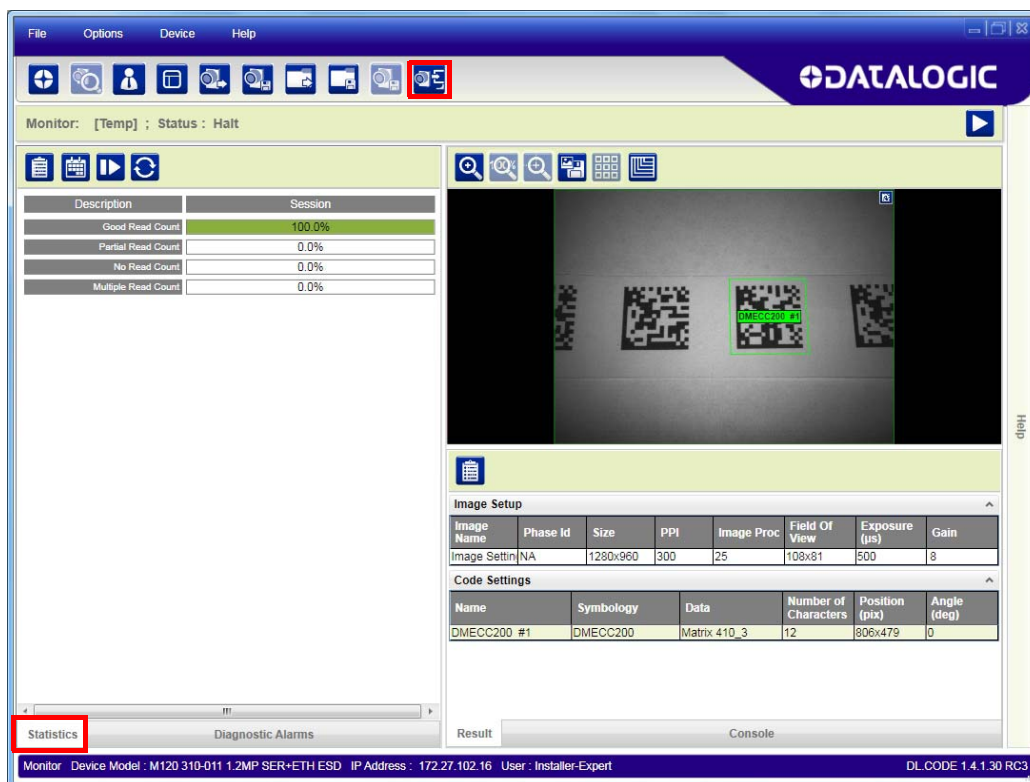 File Options Device Help
DATALOGIC
Monitor: [Temp] ; Status : Halt
100%
Description Session
Good Read Count 100.0%
Partial Read Count 0.0%
No Read Count 0.0%
Multiple Read Count 0.0%
DMECC200 #1
Help
Image Setup
Image Name Phase Id Size PPI Image Proc Field Of View Exposure (µs) Gain
Image Settin NA 1280x960 300 25 108x81 500 8
Code Settings
Name Symbology Data Number of Characters Position (pix) Angle (deg)
DMECC200 #1 DMECC200 Matrix 410_3 12 806x479 0
Statistics Diagnostic Alarms Result Console
Monitor Device Model : M120 310-011 1.2MP SER+ETH ESD IP Address : 172.27.102.16 User : Installer-Expert DL.CODE 1.4.1.30 RC3